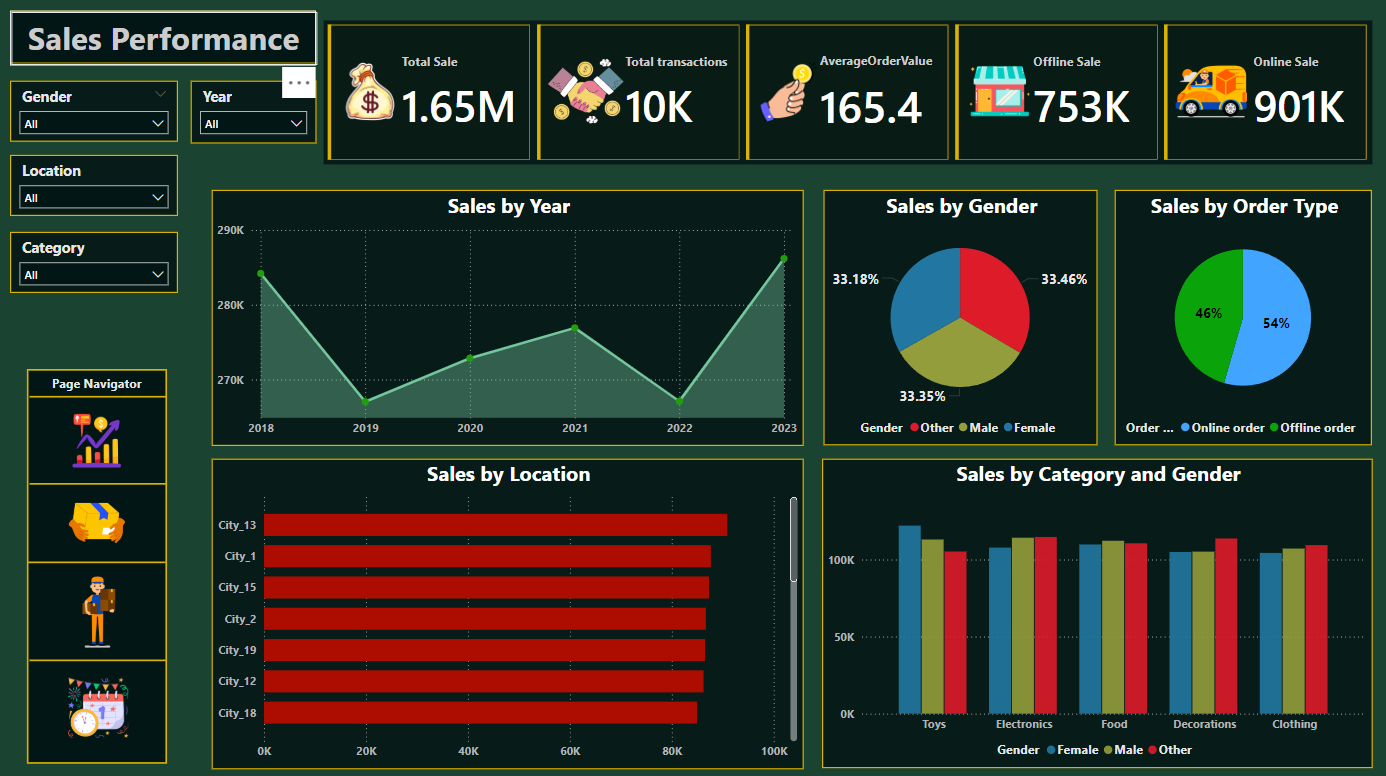 Sales Performance
Gender
All
Year
All
Location
All
Category
All
Total Sale
1.65M
Total transactions
10K
AverageOrderValue
165.4
Offline Sale
753K
Online Sale
901K
Page Navigator
Sales by Year
290K
280K
270K
2018 2019 2020 2021 2022 2023
Sales by Gender
33.18%
33.46%
33.35%
Gender Other Male Female
Sales by Order Type
46%
54%
Order ... Online order Offline order
Sales by Location
City_13
City_1
City_15
City_2
City_19
City_12
City_18
0K 20K 40K 60K 80K 100K
Sales by Category and Gender
100K
50K
0K
Toys Electronics Food Decorations Clothing
Gender Female Male Other